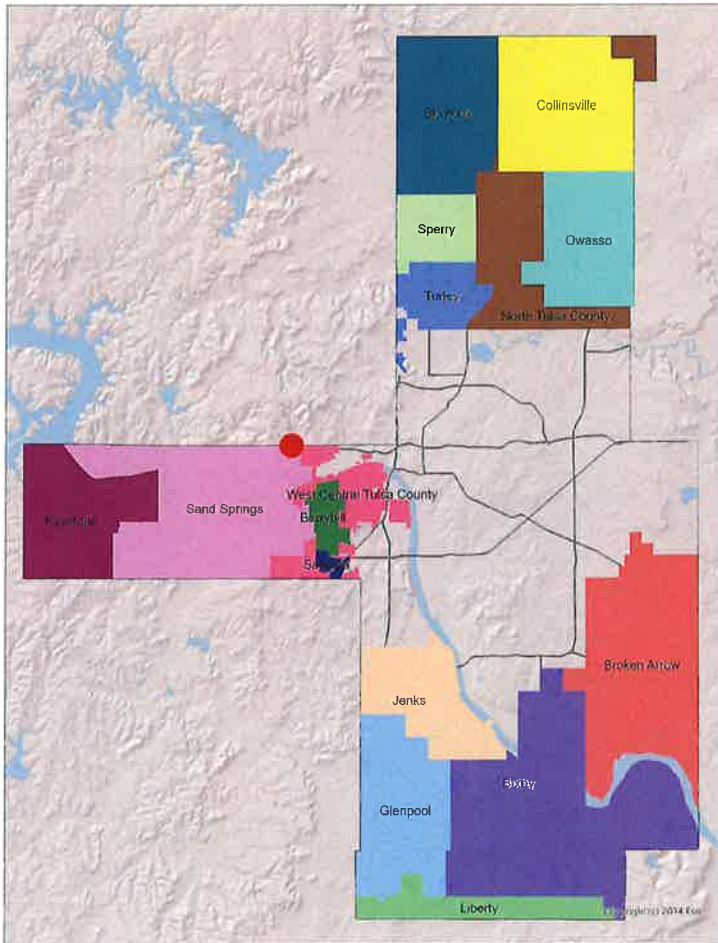 Collinsville
Sperry
Owasso
Turley
North Tulsa County
West Central Tulsa County
Sand Springs
Berryhill
Broken Arrow
Jenks
Bixby
Glenpool
Liberty